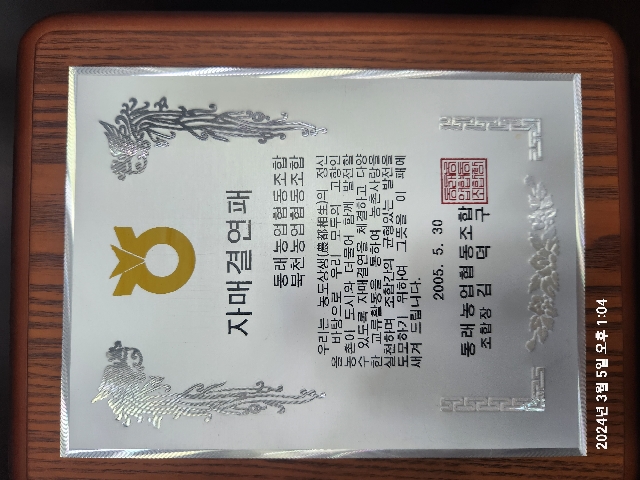 자매결연패
동래농업협동조합
북천농업협동조합
우리는 농도상생(農都相生)의 정신
을 바탕으로 우리 모두의 고향인
농촌이 도시와 더불어 함께 발전할
수 있도록 자매결연을 체결하고 다양
한 교류활동을 통하여 농촌사랑을
실천하며 조합간의 균형있는 발전을
도모하기 위하여 그뜻을 이 패에
새겨 드립니다.
2005. 5. 30
동래농업협동조합
조합장 김 덕 구
2024년 3월 5일 오후 1:04